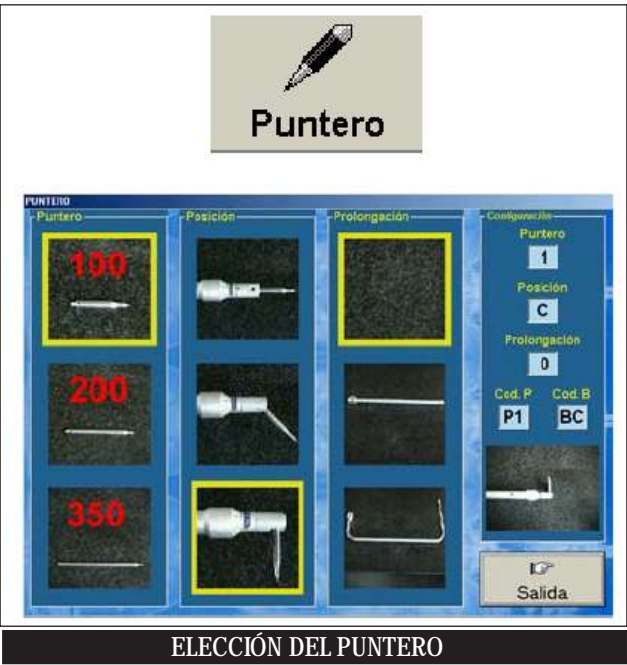 Puntero
PUNTERO
Puntero
100
200
350
Posición
Prolongación
Configuración
Puntero
1
Posición
C
Prolongación
0
Cod. P Cod. B
P1 BC
Salida
ELECCIÓN DEL PUNTERO